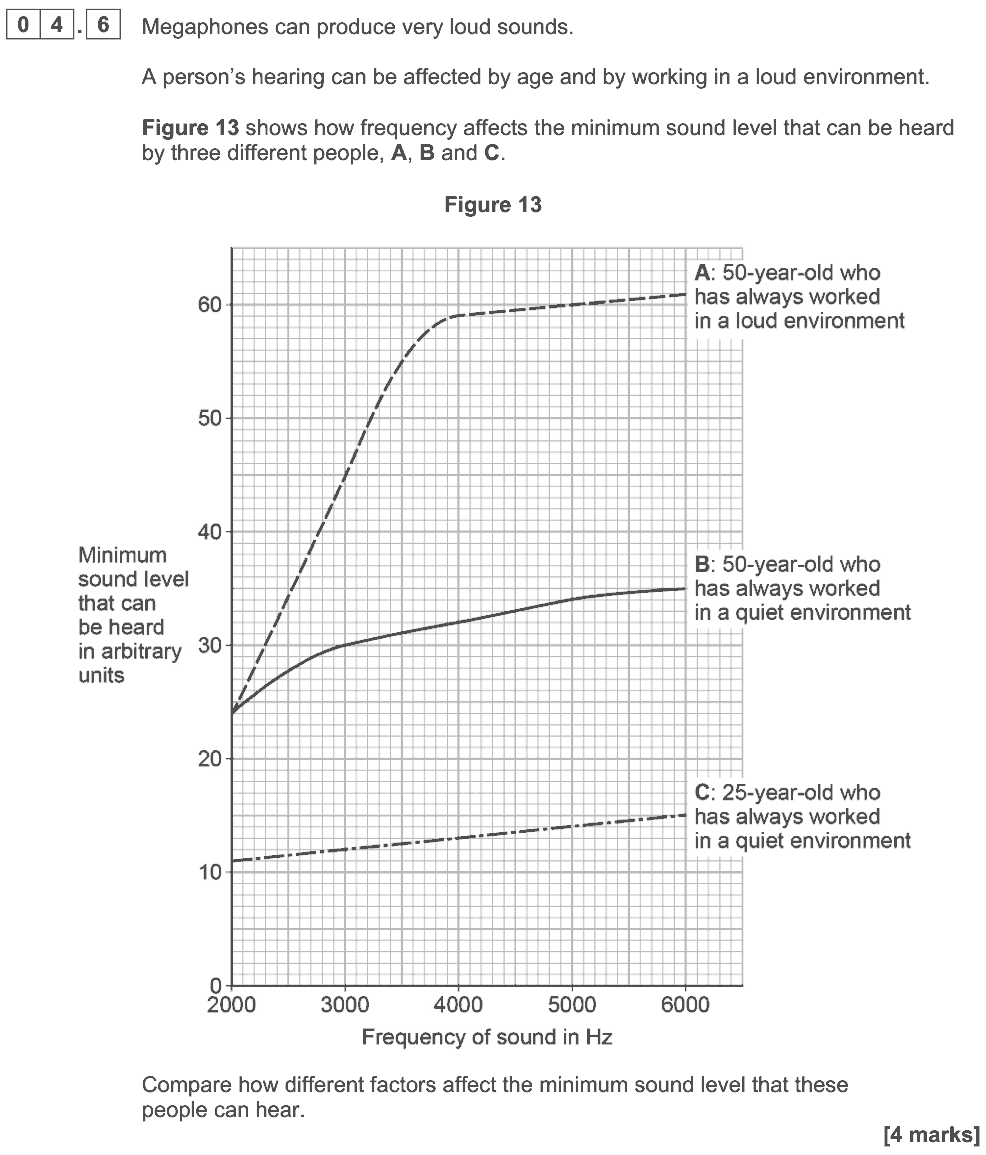 04.6 Megaphones can produce very loud sounds.
A person's hearing can be affected by age and by working in a loud environment.
Figure 13 shows how frequency affects the minimum sound level that can be heard
by three different people, A, B and C.
Figure 13
A: 50-year-old who
has always worked
in a loud environment
60
50
40
Minimum
sound level
that can
be heard
in arbitrary
units
B: 50-year-old who
has always worked
in a quiet environment
30
20
C: 25-year-old who
has always worked
in a quiet environment
10
0
2000 3000 4000 5000 6000
Frequency of sound in Hz
Compare how different factors affect the minimum sound level that these
people can hear.
[4 marks]